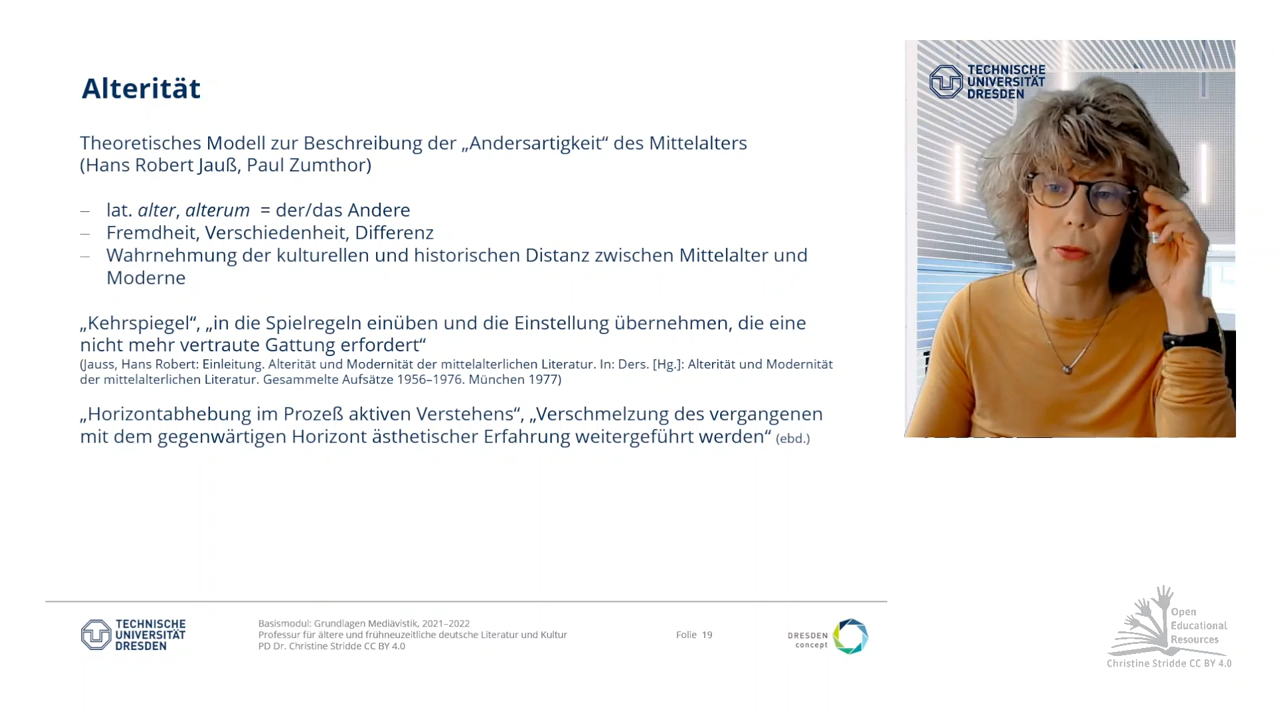 Alterität
Theoretisches Modell zur Beschreibung der „Andersartigkeit“ des Mittelalters
(Hans Robert Jauß, Paul Zumthor)
– lat. alter, alterum = der/das Andere
– Fremdheit, Verschiedenheit, Differenz
– Wahrnehmung der kulturellen und historischen Distanz zwischen Mittelalter und
Moderne
„Kehrspiegel“, „in die Spielregeln einüben und die Einstellung übernehmen, die eine
nicht mehr vertraute Gattung erfordert“
(Jauss, Hans Robert: Einleitung. Alterität und Modernität der mittelalterlichen Literatur. In: Ders. [Hg.]: Alterität und Modernität
der mittelalterlichen Literatur. Gesammelte Aufsätze 1956–1976. München 1977)
„Horizontabhebung im Prozeß aktiven Verstehens“, „Verschmelzung des vergangenen
mit dem gegenwärtigen Horizont ästhetischer Erfahrung weitergeführt werden“ (ebd.)
TECHNISCHE
UNIVERSITÄT
DRESDEN
TECHNISCHE
UNIVERSITÄT
DRESDEN
Basismodul: Grundlagen Mediävistik, 2021–2022
Professur für ältere und frühneuzeitliche deutsche Literatur und Kultur
PD Dr. Christine Stridde CC BY 4.0
Folie 19
DRESDEN
concept
Open
Educational
Resources
Christine Stridde CC BY 4.0